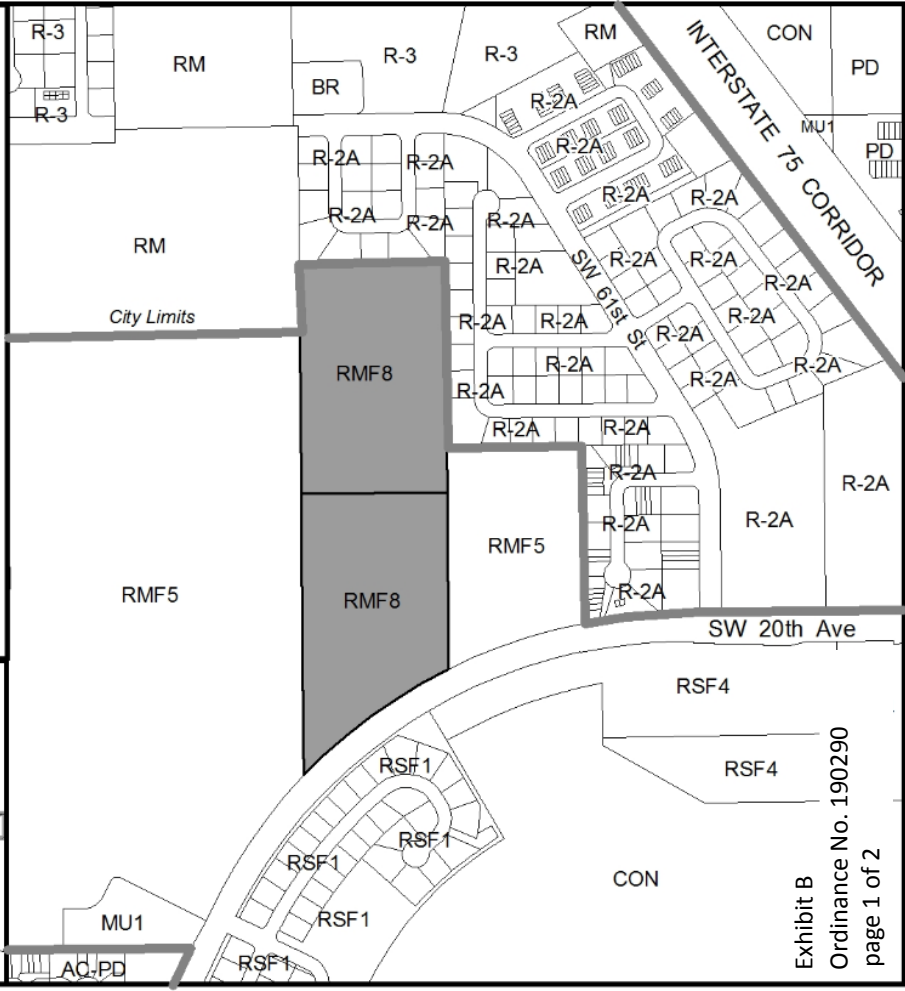 R-3
RM
R-3
R-3
RM
CON
PD
BR
R-3
R-2A
MU1
PD
INTERSTATE 75 CORRIDOR
R-2A
R-2A
R-2A
R-2A
R-2A
R-2A
R-2A
R-2A
R-2A
RM
R-2A
R-2A
R-2A
R-2A
SW 61st St
City Limits
R-2A
R-2A
R-2A
R-2A
R-2A
R-2A
RMF8
R-2A
R-2A
R-2A
R-2A
R-2A
R-2A
R-2A
R-2A
R-2A
RMF5
RMF5
RMF8
R-2A
SW 20th Ave
RSF4
RSF4
RSF1
RSF1
RSF1
CON
RSF1
MU1
RSF1
AC-PD
Exhibit B
Ordinance No. 190290
page 1 of 2